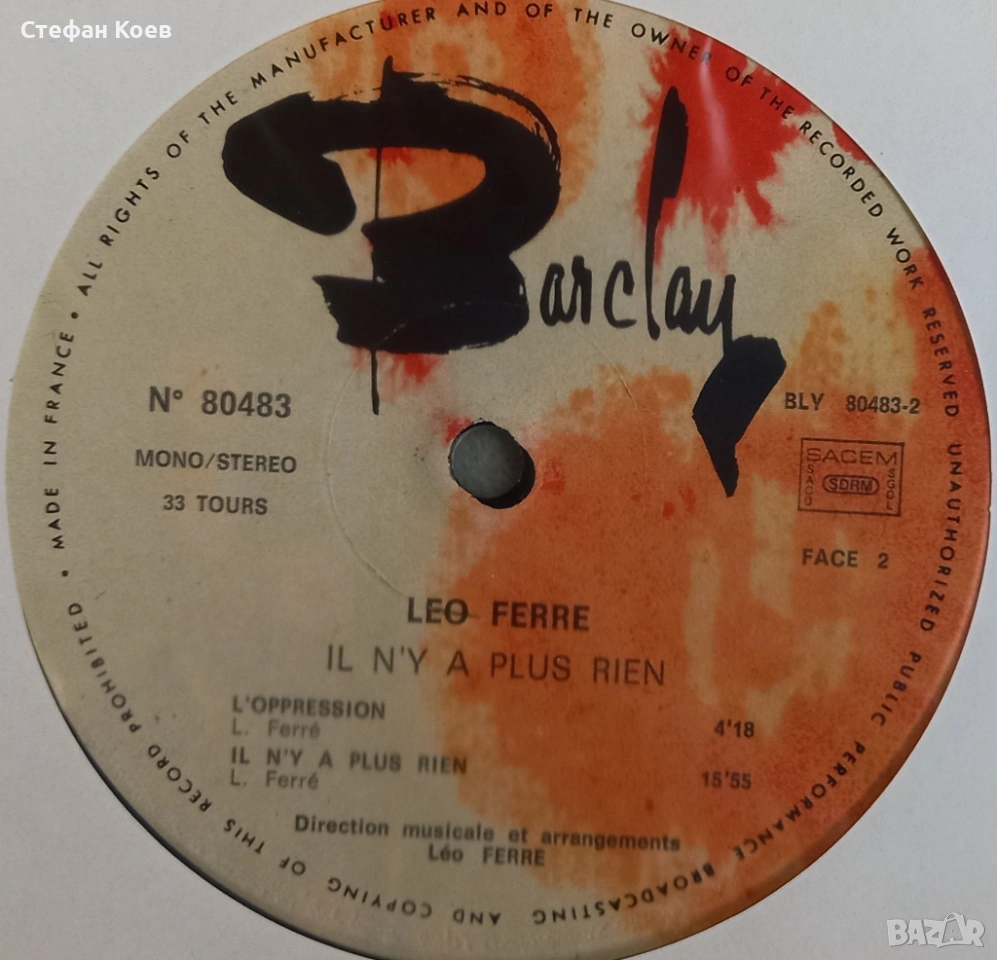 Стефан Коев
MADE IN FRANCE • ALL RIGHTS OF THE MANUFACTURER AND OF THE OWNER OF THE RECORDED WORK RESERVED UNAUTHORIZED PUBLIC PERFORMANCE BROADCASTING AND COPYING OF THIS RECORD PROHIBITED •
Barclay
N° 80483
MONO/STEREO
33 TOURS
BLY 80483-2
SACEM
SACD
SDRM
SGDL
FACE 2
LEO FERRE
IL N'Y A PLUS RIEN
L'OPPRESSION 4'18
L. Ferré
IL N'Y A PLUS RIEN 15'55
L. Ferré
Direction musicale et arrangements
Léo FERRE
BAZAR